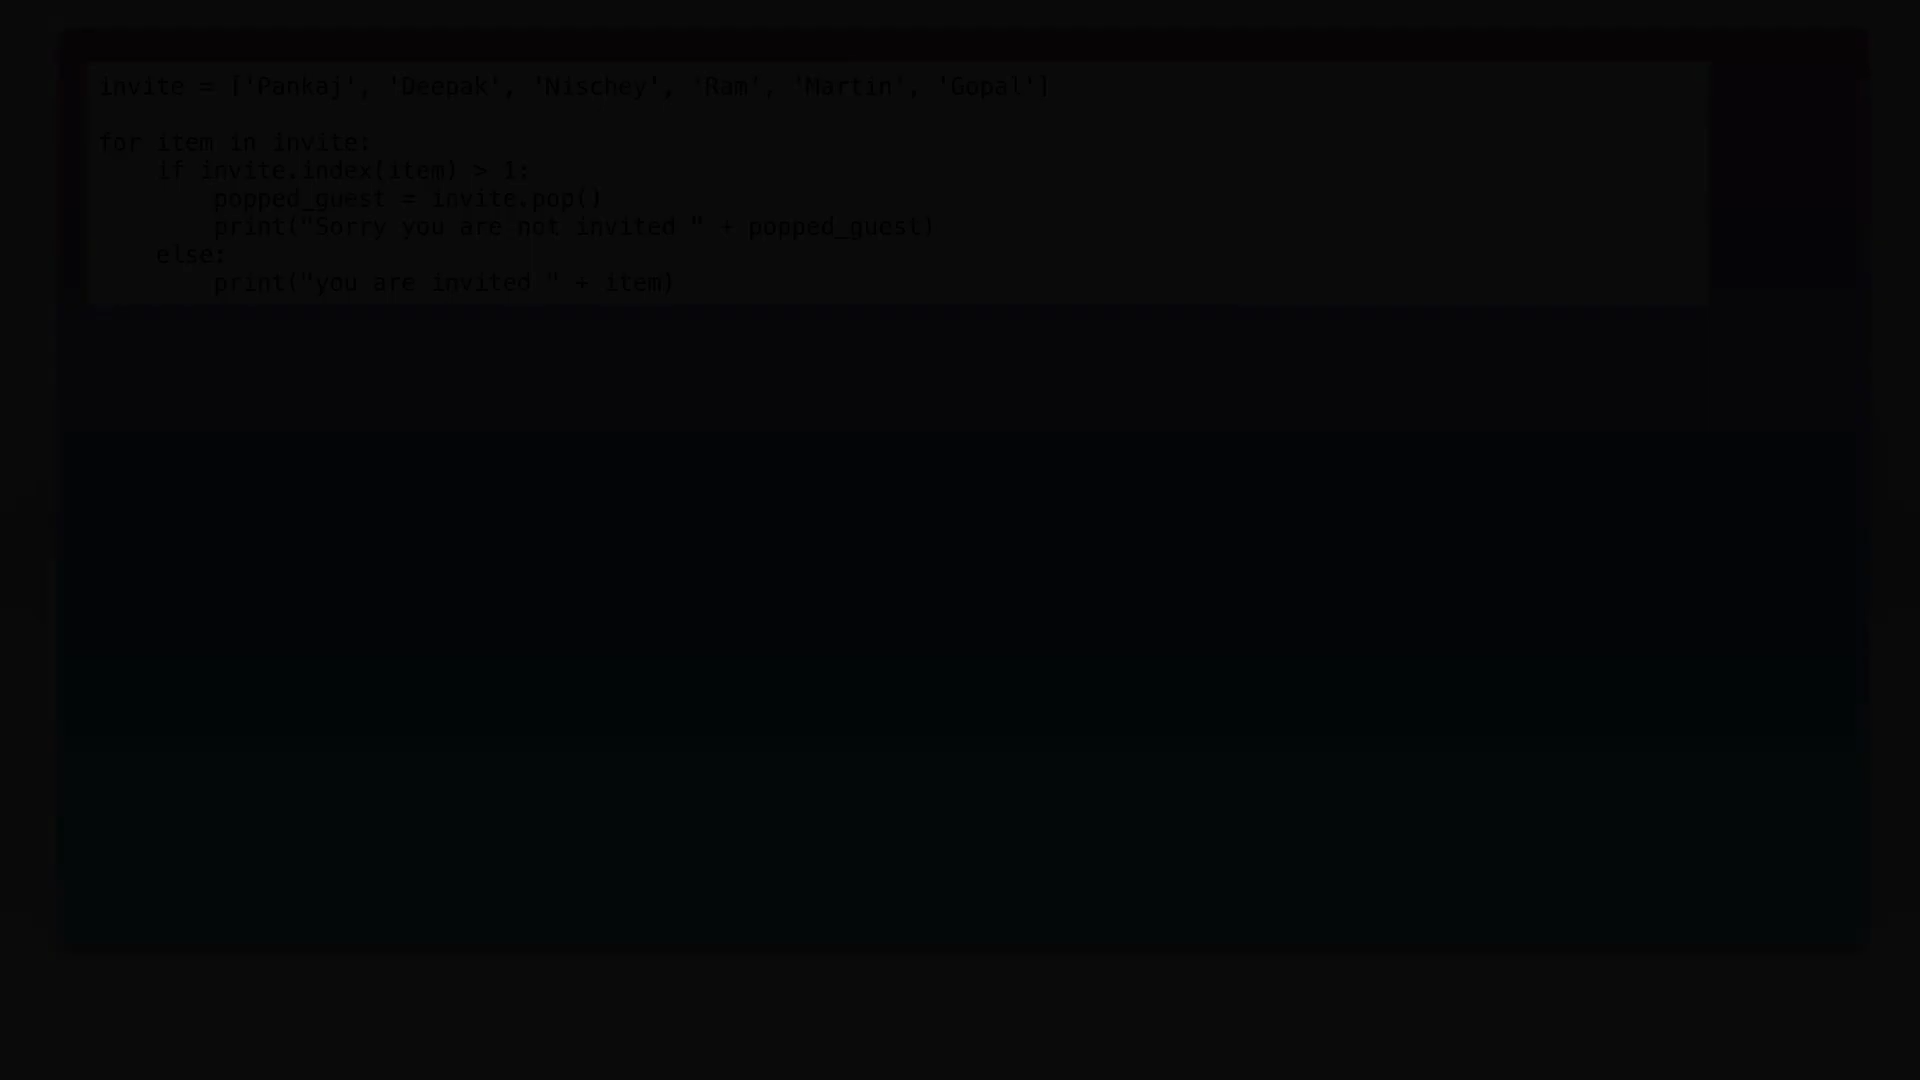 invite = ['Pankaj', 'Deepak', 'Nischey', 'Ram', 'Martin', 'Gopal']
for item in invite:
    if invite.index(item) > 1:
        popped_guest = invite.pop()
        print("Sorry you are not invited " + popped_guest)
    else:
        print("you are invited " + item)